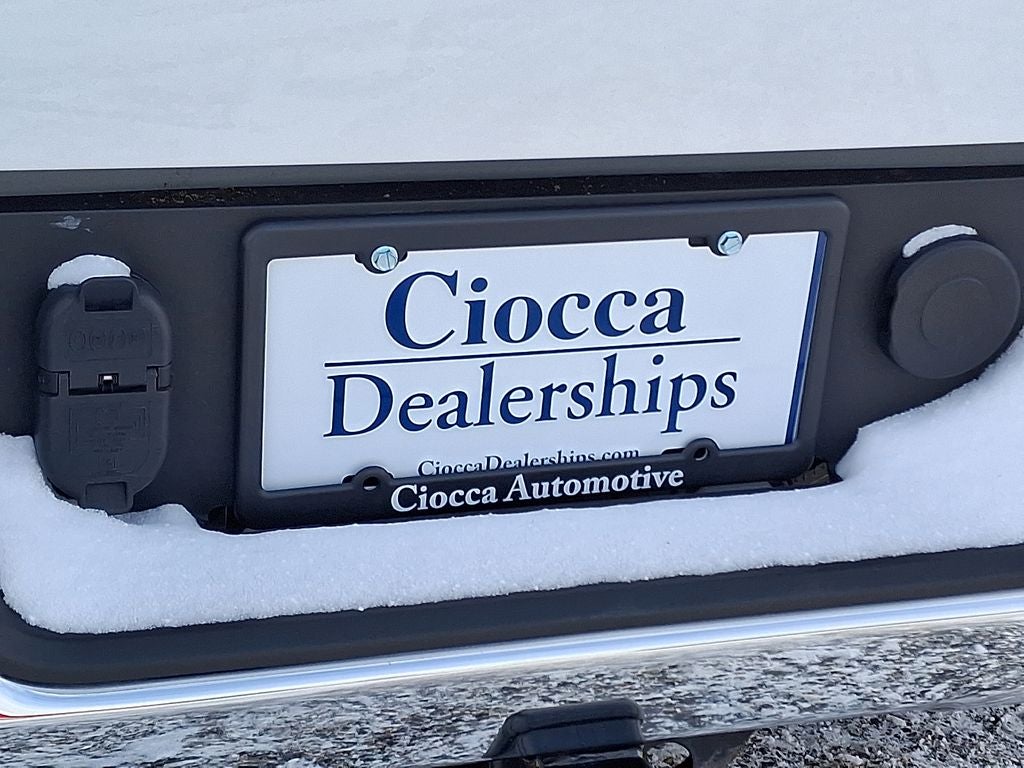 Ciocca
Dealerships
CioccaDealerships.com
Ciocca Automotive